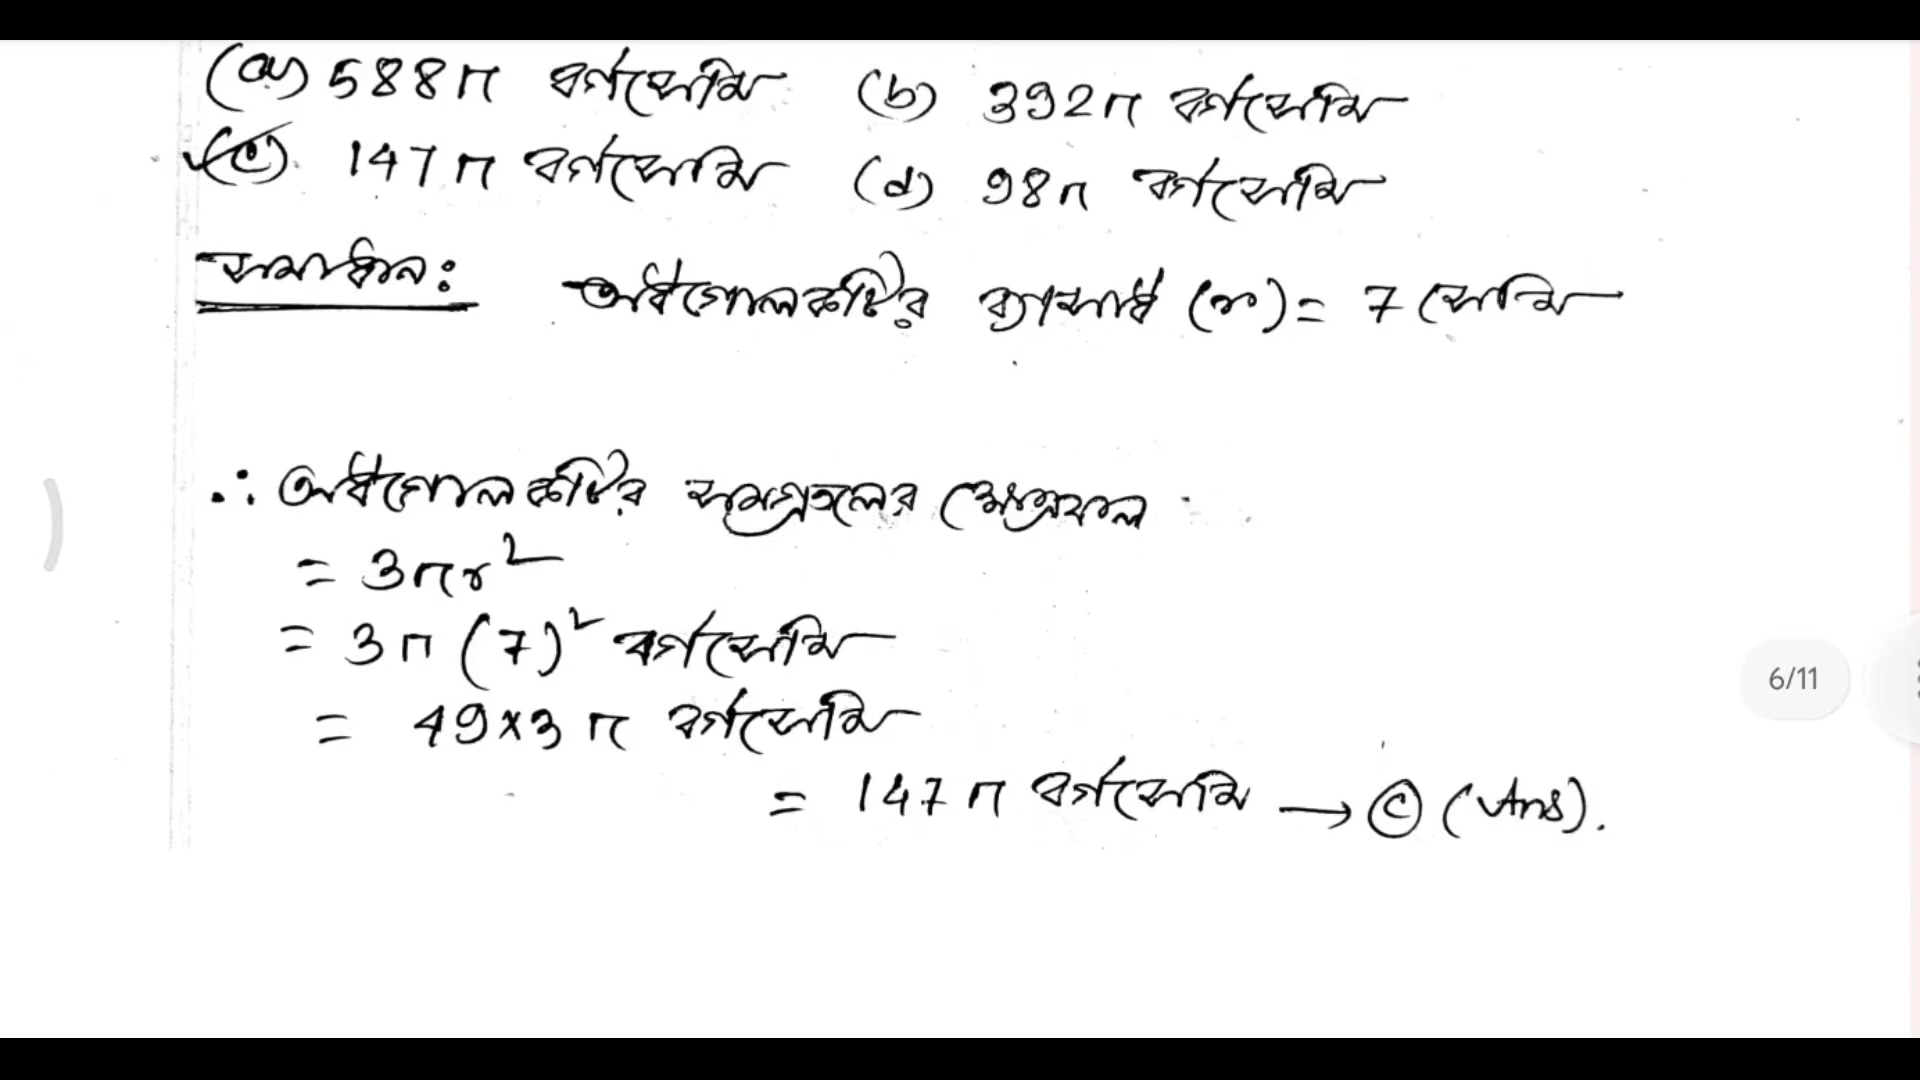 (a) 588π বর্গসেমি (b) 392π বর্গসেমি
(c) 147π বর্গসেমি (d) 98π বর্গসেমি
সমাধান: অর্ধগোলকটির ব্যাসার্ধ (r) = 7 সেমি
∴ অর্ধগোলকটির সমগ্রতলের ক্ষেত্রফল
= 3πr²
= 3π (7)² বর্গসেমি
= 49×3 π বর্গসেমি
6/11
= 147π বর্গসেমি → ⓒ (Ans).